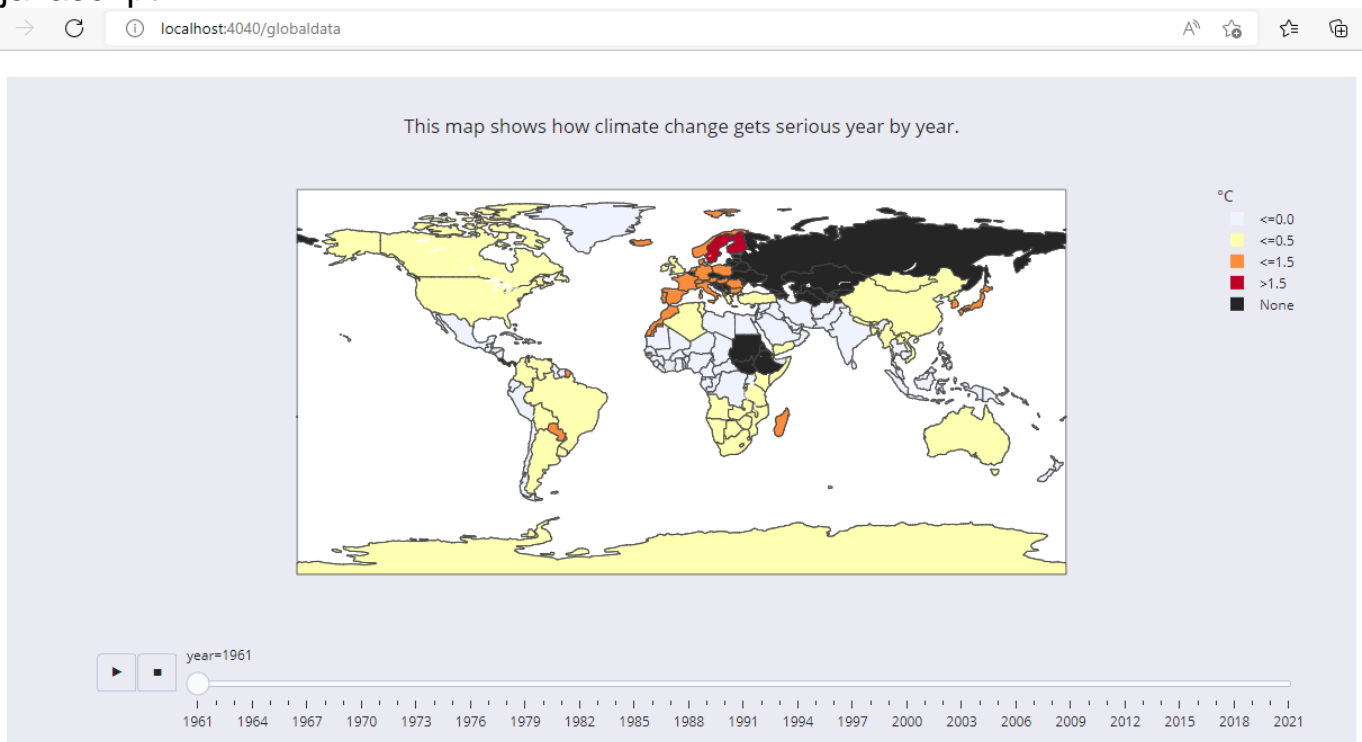 localhost:4040/globaldata
This map shows how climate change gets serious year by year.
°C
<=0.0
<=0.5
<=1.5
>1.5
None
year=1961
1961 1964 1967 1970 1973 1976 1979 1982 1985 1988 1991 1994 1997 2000 2003 2006 2009 2012 2015 2018 2021